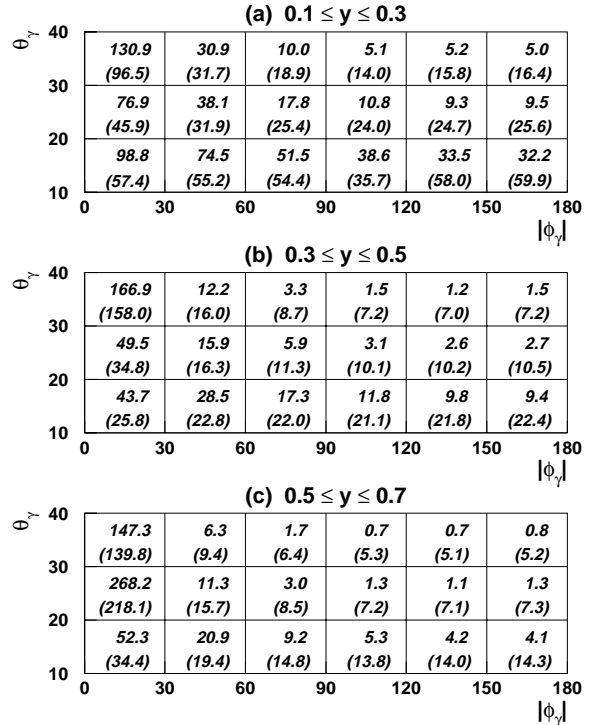 (a) 0.1 ≤ y ≤ 0.3
θγ
40
130.9 30.9 10.0 5.1 5.2 5.0
(96.5) (31.7) (18.9) (14.0) (15.8) (16.4)
30
76.9 38.1 17.8 10.8 9.3 9.5
(45.9) (31.9) (25.4) (24.0) (24.7) (25.6)
20
98.8 74.5 51.5 38.6 33.5 32.2
(57.4) (55.2) (54.4) (35.7) (58.0) (59.9)
10
0 30 60 90 120 150 180
|ϕγ|
(b) 0.3 ≤ y ≤ 0.5
θγ
40
166.9 12.2 3.3 1.5 1.2 1.5
(158.0) (16.0) (8.7) (7.2) (7.0) (7.2)
30
49.5 15.9 5.9 3.1 2.6 2.7
(34.8) (16.3) (11.3) (10.1) (10.2) (10.5)
20
43.7 28.5 17.3 11.8 9.8 9.4
(25.8) (22.8) (22.0) (21.1) (21.8) (22.4)
10
0 30 60 90 120 150 180
|ϕγ|
(c) 0.5 ≤ y ≤ 0.7
θγ
40
147.3 6.3 1.7 0.7 0.7 0.8
(139.8) (9.4) (6.4) (5.3) (5.1) (5.2)
30
268.2 11.3 3.0 1.3 1.1 1.3
(218.1) (15.7) (8.5) (7.2) (7.1) (7.3)
20
52.3 20.9 9.2 5.3 4.2 4.1
(34.4) (19.4) (14.8) (13.8) (14.0) (14.3)
10
0 30 60 90 120 150 180
|ϕγ|